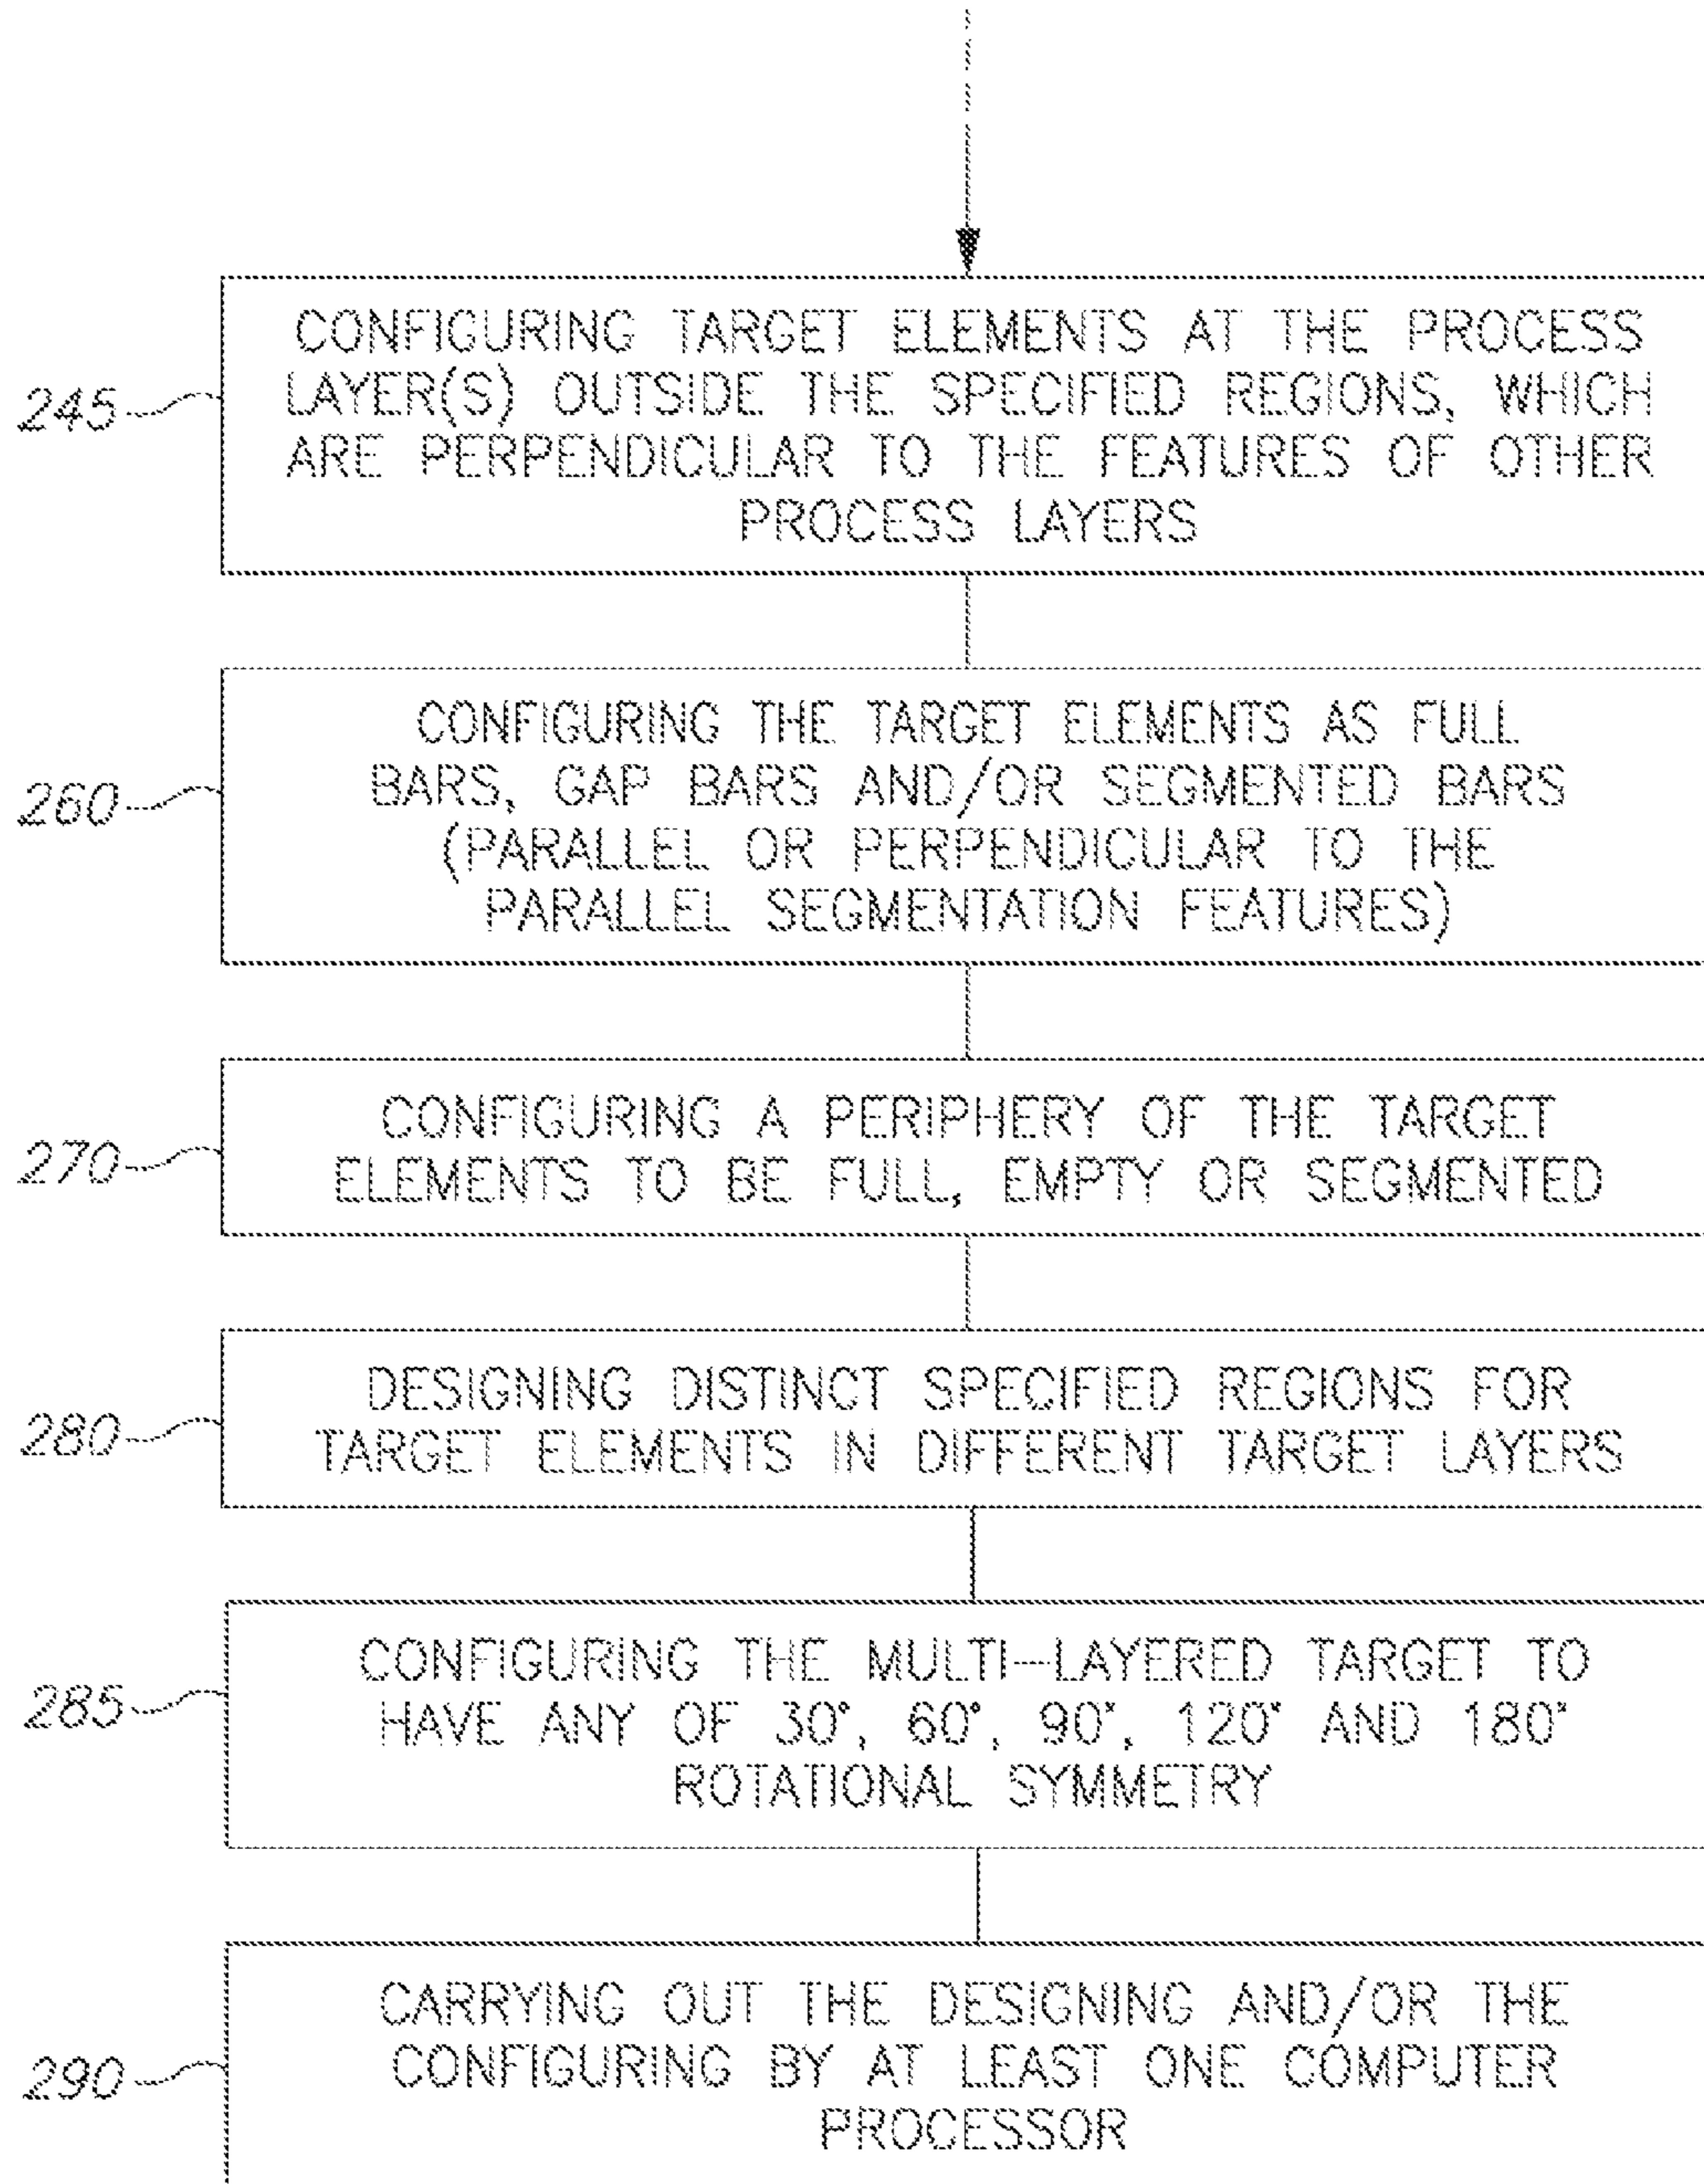 245
CONFIGURING TARGET ELEMENTS AT THE PROCESS
LAYER(S) OUTSIDE THE SPECIFIED REGIONS, WHICH
ARE PERPENDICULAR TO THE FEATURES OF OTHER
PROCESS LAYERS
260
CONFIGURING THE TARGET ELEMENTS AS FULL
BARS, GAP BARS AND/OR SEGMENTED BARS
(PARALLEL OR PERPENDICULAR TO THE
PARALLEL SEGMENTATION FEATURES)
270
CONFIGURING A PERIPHERY OF THE TARGET
ELEMENTS TO BE FULL, EMPTY OR SEGMENTED
280
DESIGNING DISTINCT SPECIFIED REGIONS FOR
TARGET ELEMENTS IN DIFFERENT TARGET LAYERS
285
CONFIGURING THE MULTI-LAYERED TARGET TO
HAVE ANY OF 30°, 60°, 90°, 120° AND 180°
ROTATIONAL SYMMETRY
290
CARRYING OUT THE DESIGNING AND/OR THE
CONFIGURING BY AT LEAST ONE COMPUTER
PROCESSOR